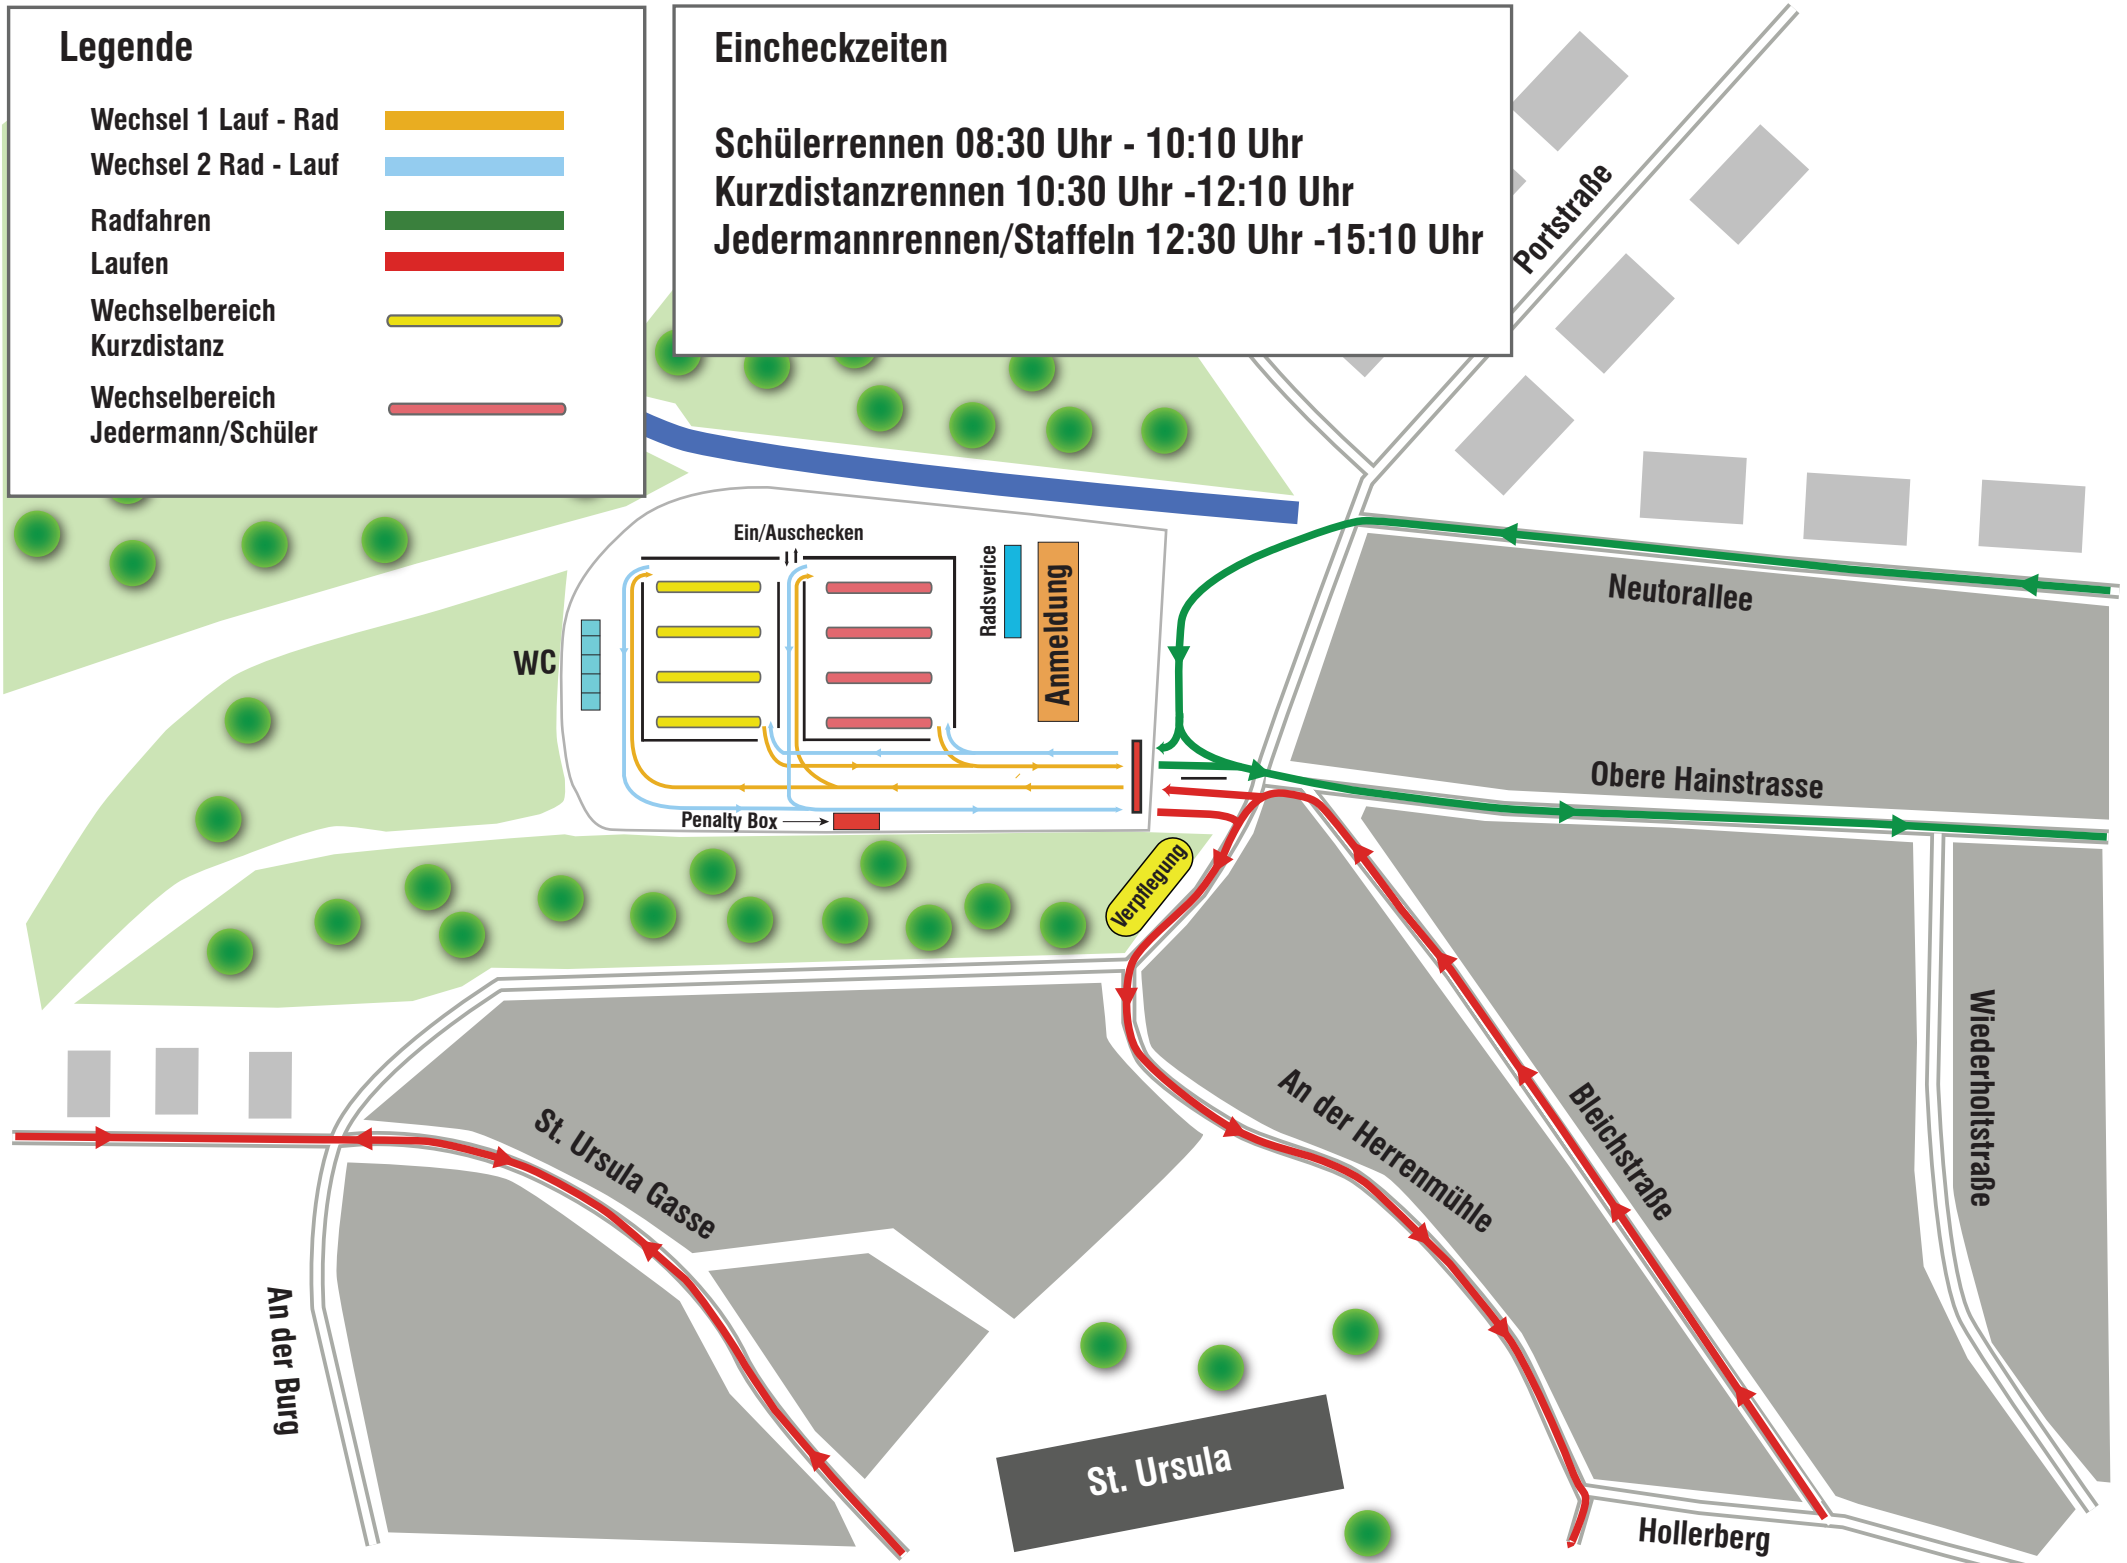 Legende
Wechsel 1 Lauf - Rad
Wechsel 2 Rad - Lauf
Radfahren
Laufen
Wechselbereich
Kurzdistanz
Wechselbereich
Jedermann/Schüler
Eincheckzeiten
Schülerrennen 08:30 Uhr - 10:10 Uhr
Kurzdistanzrennen 10:30 Uhr -12:10 Uhr
Jedermannrennen/Staffeln 12:30 Uhr -15:10 Uhr
Portstraße
Ein/Auschecken
Radsverice
Anmeldung
WC
Neutorallee
Obere Hainstrasse
Penalty Box
Verpflegung
St. Ursula Gasse
An der Herrenmühle
Bleichstraße
Wiederholtstraße
An der Burg
St. Ursula
Hollerberg